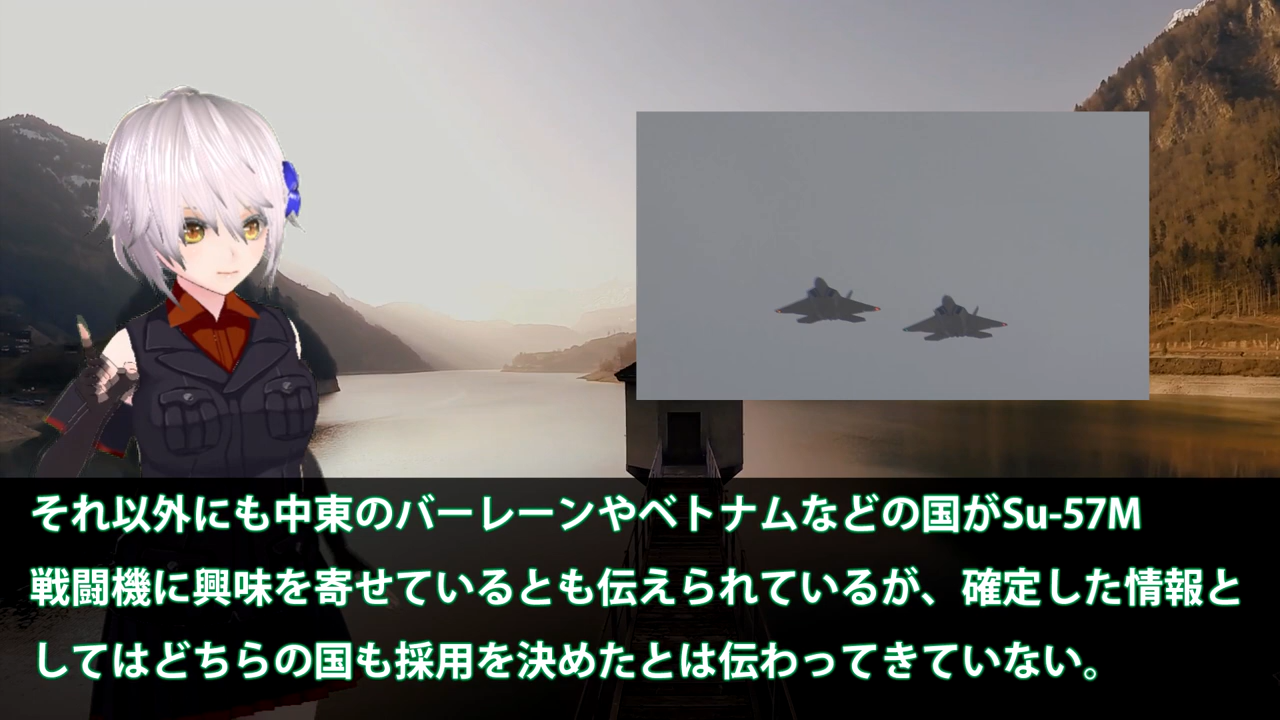 それ以外にも中東のバーレーンやベトナムなどの国がSu-57M
戦闘機に興味を寄せているとも伝えられているが、確定した情報と
してはどちらの国も採用を決めたとは伝わってきていない。